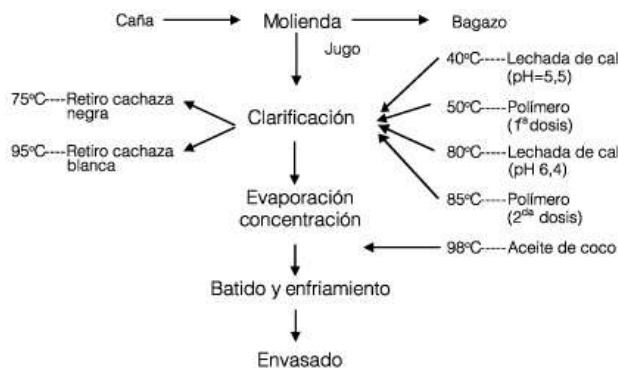 Caña
Molienda
Bagazo
Jugo
40ºC-----Lechada de cal
(pH=5,5)
75ºC---Retiro cachaza
negra
50ºC-----Polímero
(1ª dosis)
Clarificación
95ºC---Retiro cachaza
blanca
80ºC-----Lechada de cal
(pH 6,4)
85ºC-----Polímero
(2da dosis)
Evaporación
concentración
98ºC-----Aceite de coco
Batido y enfriamiento
Envasado